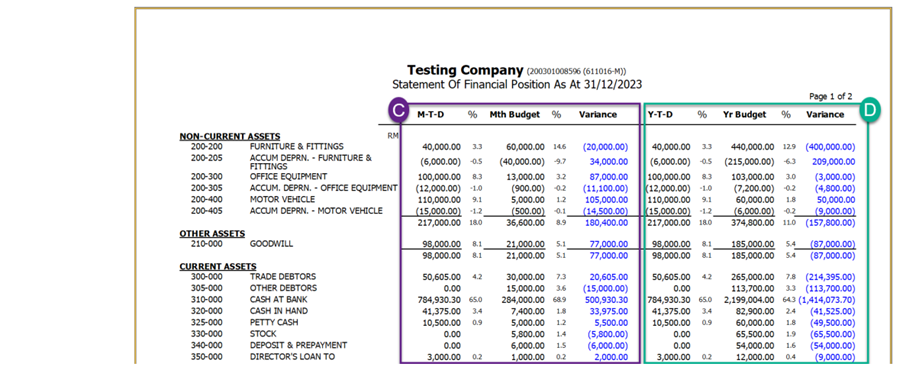 Testing Company (200301008596 (611016-M))
Statement Of Financial Position As At 31/12/2023
Page 1 of 2
C D
M-T-D % Mth Budget % Variance Y-T-D % Yr Budget % Variance
NON-CURRENT ASSETS RM
200-200 FURNITURE & FITTINGS 40,000.00 3.3 60,000.00 14.6 (20,000.00) 40,000.00 3.3 440,000.00 12.9 (400,000.00)
200-205 ACCUM DEPRN. - FURNITURE & (6,000.00) -0.5 (40,000.00) -9.7 34,000.00 (6,000.00) -0.5 (215,000.00) -6.3 209,000.00
FITTINGS
200-300 OFFICE EQUIPMENT 100,000.00 8.3 13,000.00 3.2 87,000.00 100,000.00 8.3 103,000.00 3.0 (3,000.00)
200-305 ACCUM. DEPRN. - OFFICE EQUIPMENT (12,000.00) -1.0 (900.00) -0.2 (11,100.00) (12,000.00) -1.0 (7,200.00) -0.2 (4,800.00)
200-400 MOTOR VEHICLE 110,000.00 9.1 5,000.00 1.2 105,000.00 110,000.00 9.1 60,000.00 1.8 50,000.00
200-405 ACCUM DEPRN. - MOTOR VEHICLE (15,000.00) -1.2 (500.00) -0.1 (14,500.00) (15,000.00) -1.2 (6,000.00) -0.2 (9,000.00)
217,000.00 18.0 36,600.00 8.9 180,400.00 217,000.00 18.0 374,800.00 11.0 (157,800.00)
OTHER ASSETS
210-000 GOODWILL 98,000.00 8.1 21,000.00 5.1 77,000.00 98,000.00 8.1 185,000.00 5.4 (87,000.00)
98,000.00 8.1 21,000.00 5.1 77,000.00 98,000.00 8.1 185,000.00 5.4 (87,000.00)
CURRENT ASSETS
300-000 TRADE DEBTORS 50,605.00 4.2 30,000.00 7.3 20,605.00 50,605.00 4.2 265,000.00 7.8 (214,395.00)
305-000 OTHER DEBTORS 0.00 15,000.00 3.6 (15,000.00) 0.00 113,700.00 3.3 (113,700.00)
310-000 CASH AT BANK 784,930.30 65.0 284,000.00 68.9 500,930.30 784,930.30 65.0 2,199,004.00 64.3 (1,414,073.70)
320-000 CASH IN HAND 41,375.00 3.4 7,400.00 1.8 33,975.00 41,375.00 3.4 82,900.00 2.4 (41,525.00)
325-000 PETTY CASH 10,500.00 0.9 5,000.00 1.2 5,500.00 10,500.00 0.9 60,000.00 1.8 (49,500.00)
330-000 STOCK 0.00 5,800.00 1.4 (5,800.00) 0.00 65,500.00 1.9 (65,500.00)
340-000 DEPOSIT & PREPAYMENT 0.00 6,000.00 1.5 (6,000.00) 0.00 54,000.00 1.6 (54,000.00)
350-000 DIRECTOR'S LOAN TO 3,000.00 0.2 1,000.00 0.2 2,000.00 3,000.00 0.2 12,000.00 0.4 (9,000.00)